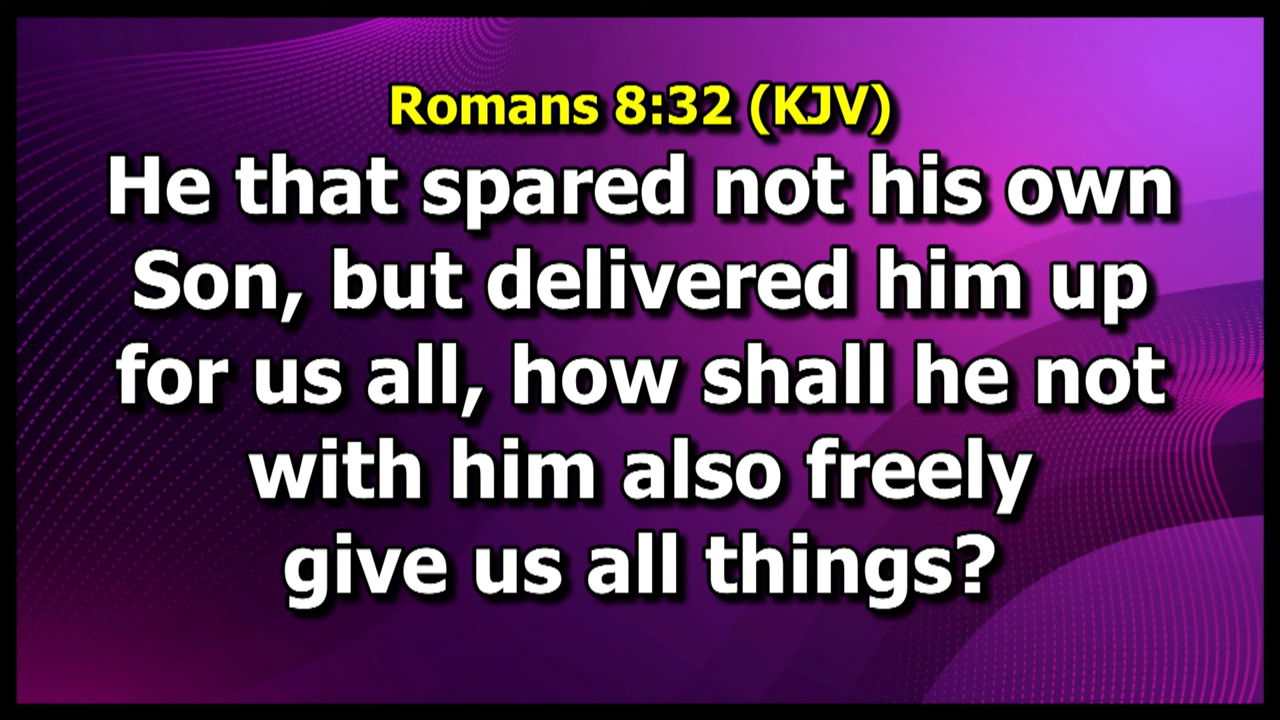 Romans 8:32 (KJV)
He that spared not his own
Son, but delivered him up
for us all, how shall he not
with him also freely
give us all things?